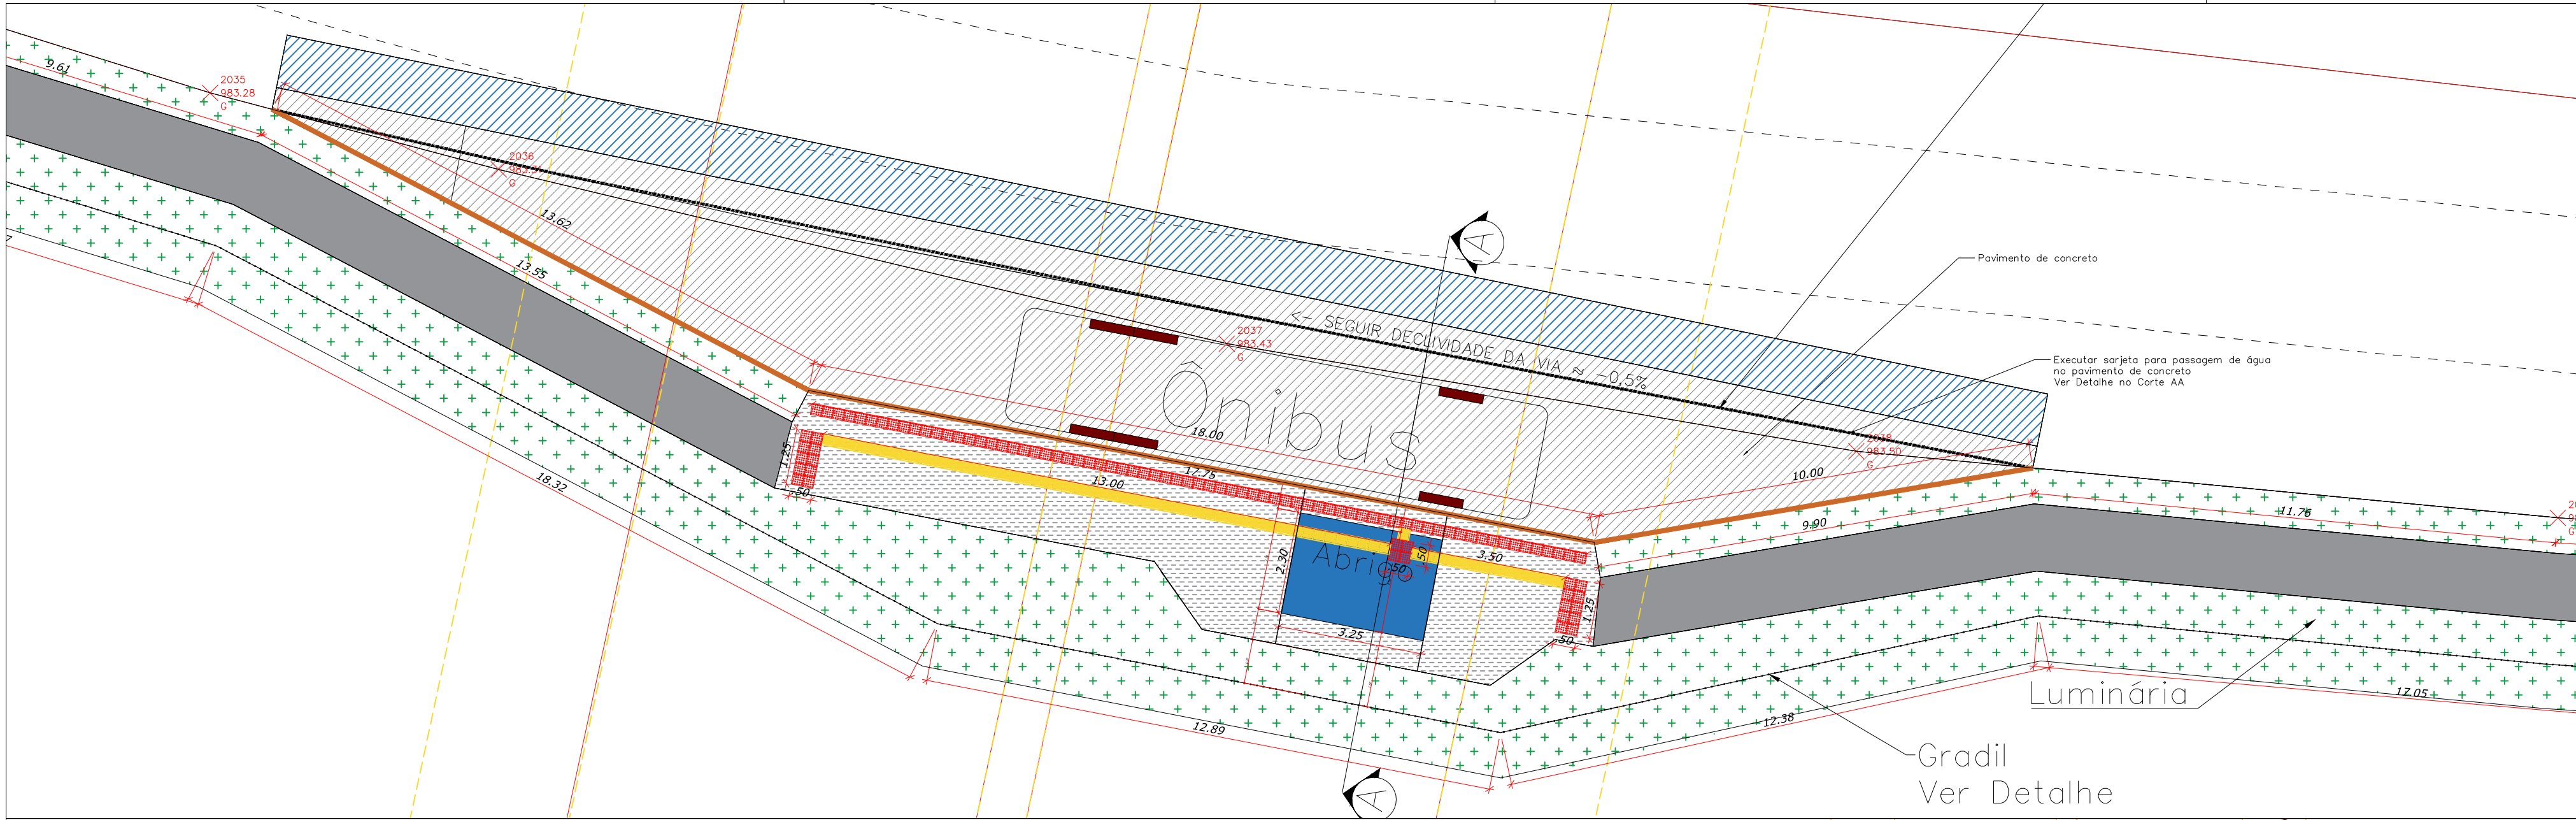 9.61
2035
983.28
G
2036
G
13.62
13.55
18.32
A
<- SEGUIR DECLIVIDADE DA VIA ≈ -0,5%
2037
983.43
G
Ônibus
18.00
17.75
13.00
1.25
.50
Pavimento de concreto
Executar sarjeta para passagem de água
no pavimento de concreto
Ver Detalhe no Corte AA
2038
983.50
G
10.00
9.90
11.76
Abrigo
2.30
.50
.50
3.50
3.25
1.25
.50
12.89
12.38
17.05
A
Luminária
Gradil
Ver Detalhe